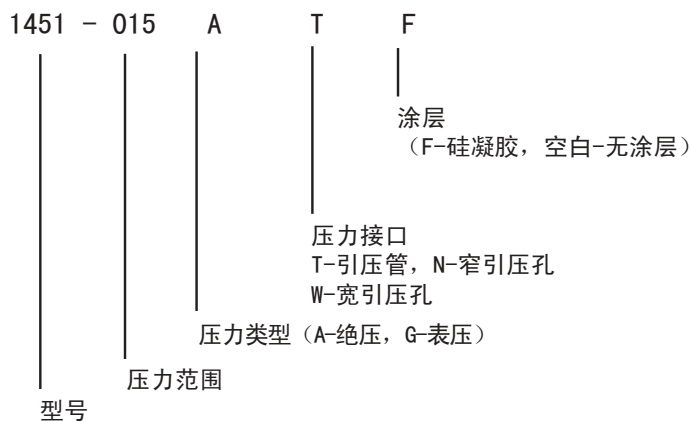 1451 - 015 A T F
涂层
（F-硅凝胶，空白-无涂层）
压力接口
T-引压管，N-窄引压孔
W-宽引压孔
压力类型（A-绝压，G-表压）
压力范围
型号